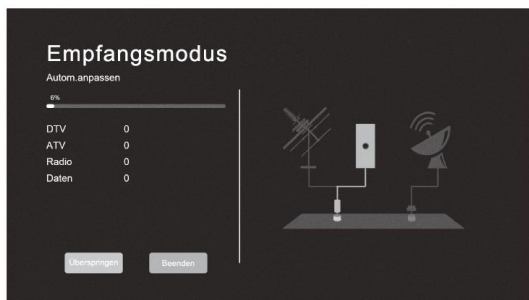 Empfangsmodus
Autom.anpassen
6%
DTV 0
ATV 0
Radio 0
Daten 0
Überspringen Beenden